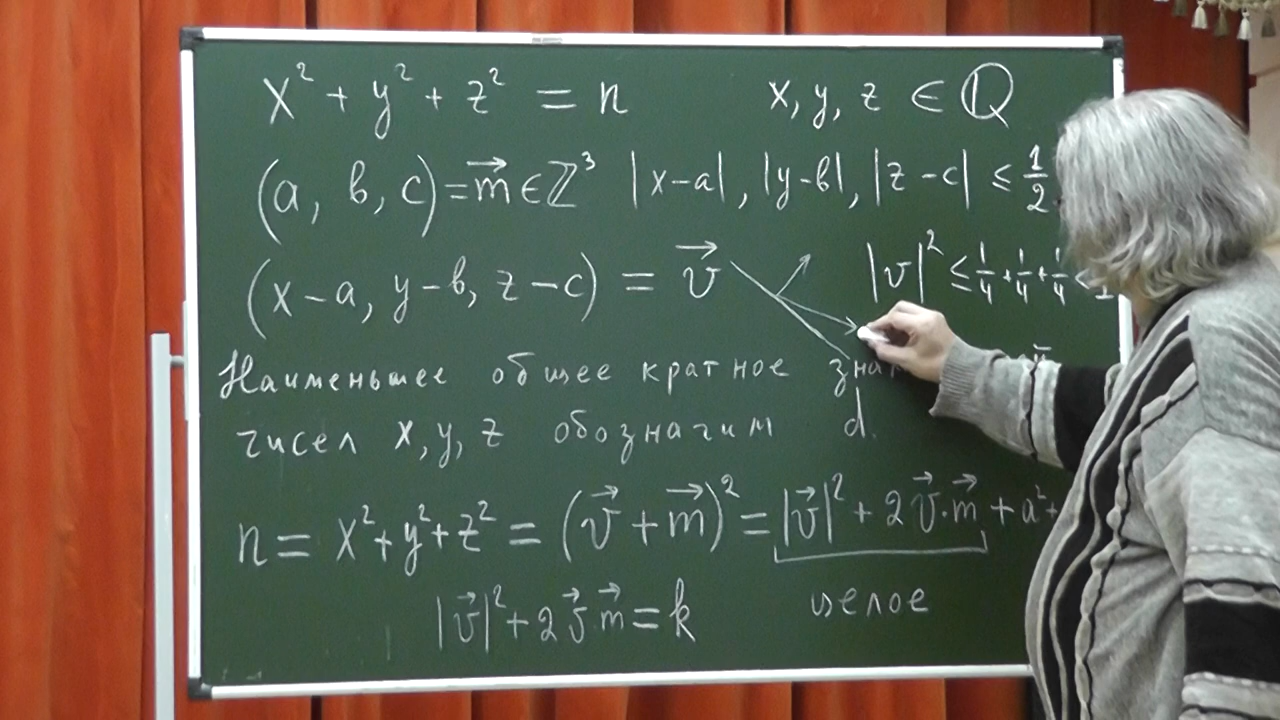 x² + y² + z² = n x, y, z ∈ ℚ
(a, в, c) = m⃗ ∈ ℤ³ |x-a|, |y-в|, |z-c| ≤ 1/2
(x-a, y-в, z-c) = v⃗ |v|² ≤ 1/4+1/4+1/4 < 1
Наименьшее общее кратное
чисел x, y, z обозначим d.
n = x²+y²+z² = (v⃗ + m⃗)² = |v⃗|² + 2 v⃗·m⃗ + a²+
|v⃗|² + 2 v⃗ m⃗ = k целое